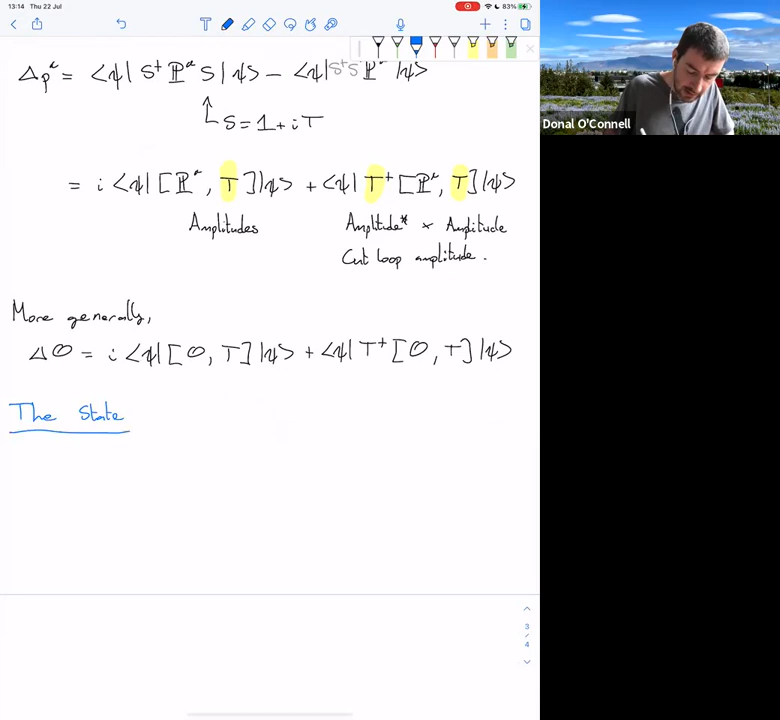 13:14 Thu 22 Jul
83%
Δp^μ = <ψ| S† ℙ^μ S |ψ> − <ψ| S†S ℙ^μ |ψ>
S = 1 + iT
= i <ψ| [ℙ^μ, T] |ψ> + <ψ| T† [ℙ^μ, T] |ψ>
Amplitudes Amplitude* × Amplitude
Cut loop amplitude.
More generally,
Δ𝒪 = i <ψ| [𝒪, T] |ψ> + <ψ| T† [𝒪, T] |ψ>
The State
3
/
4
Donal O'Connell